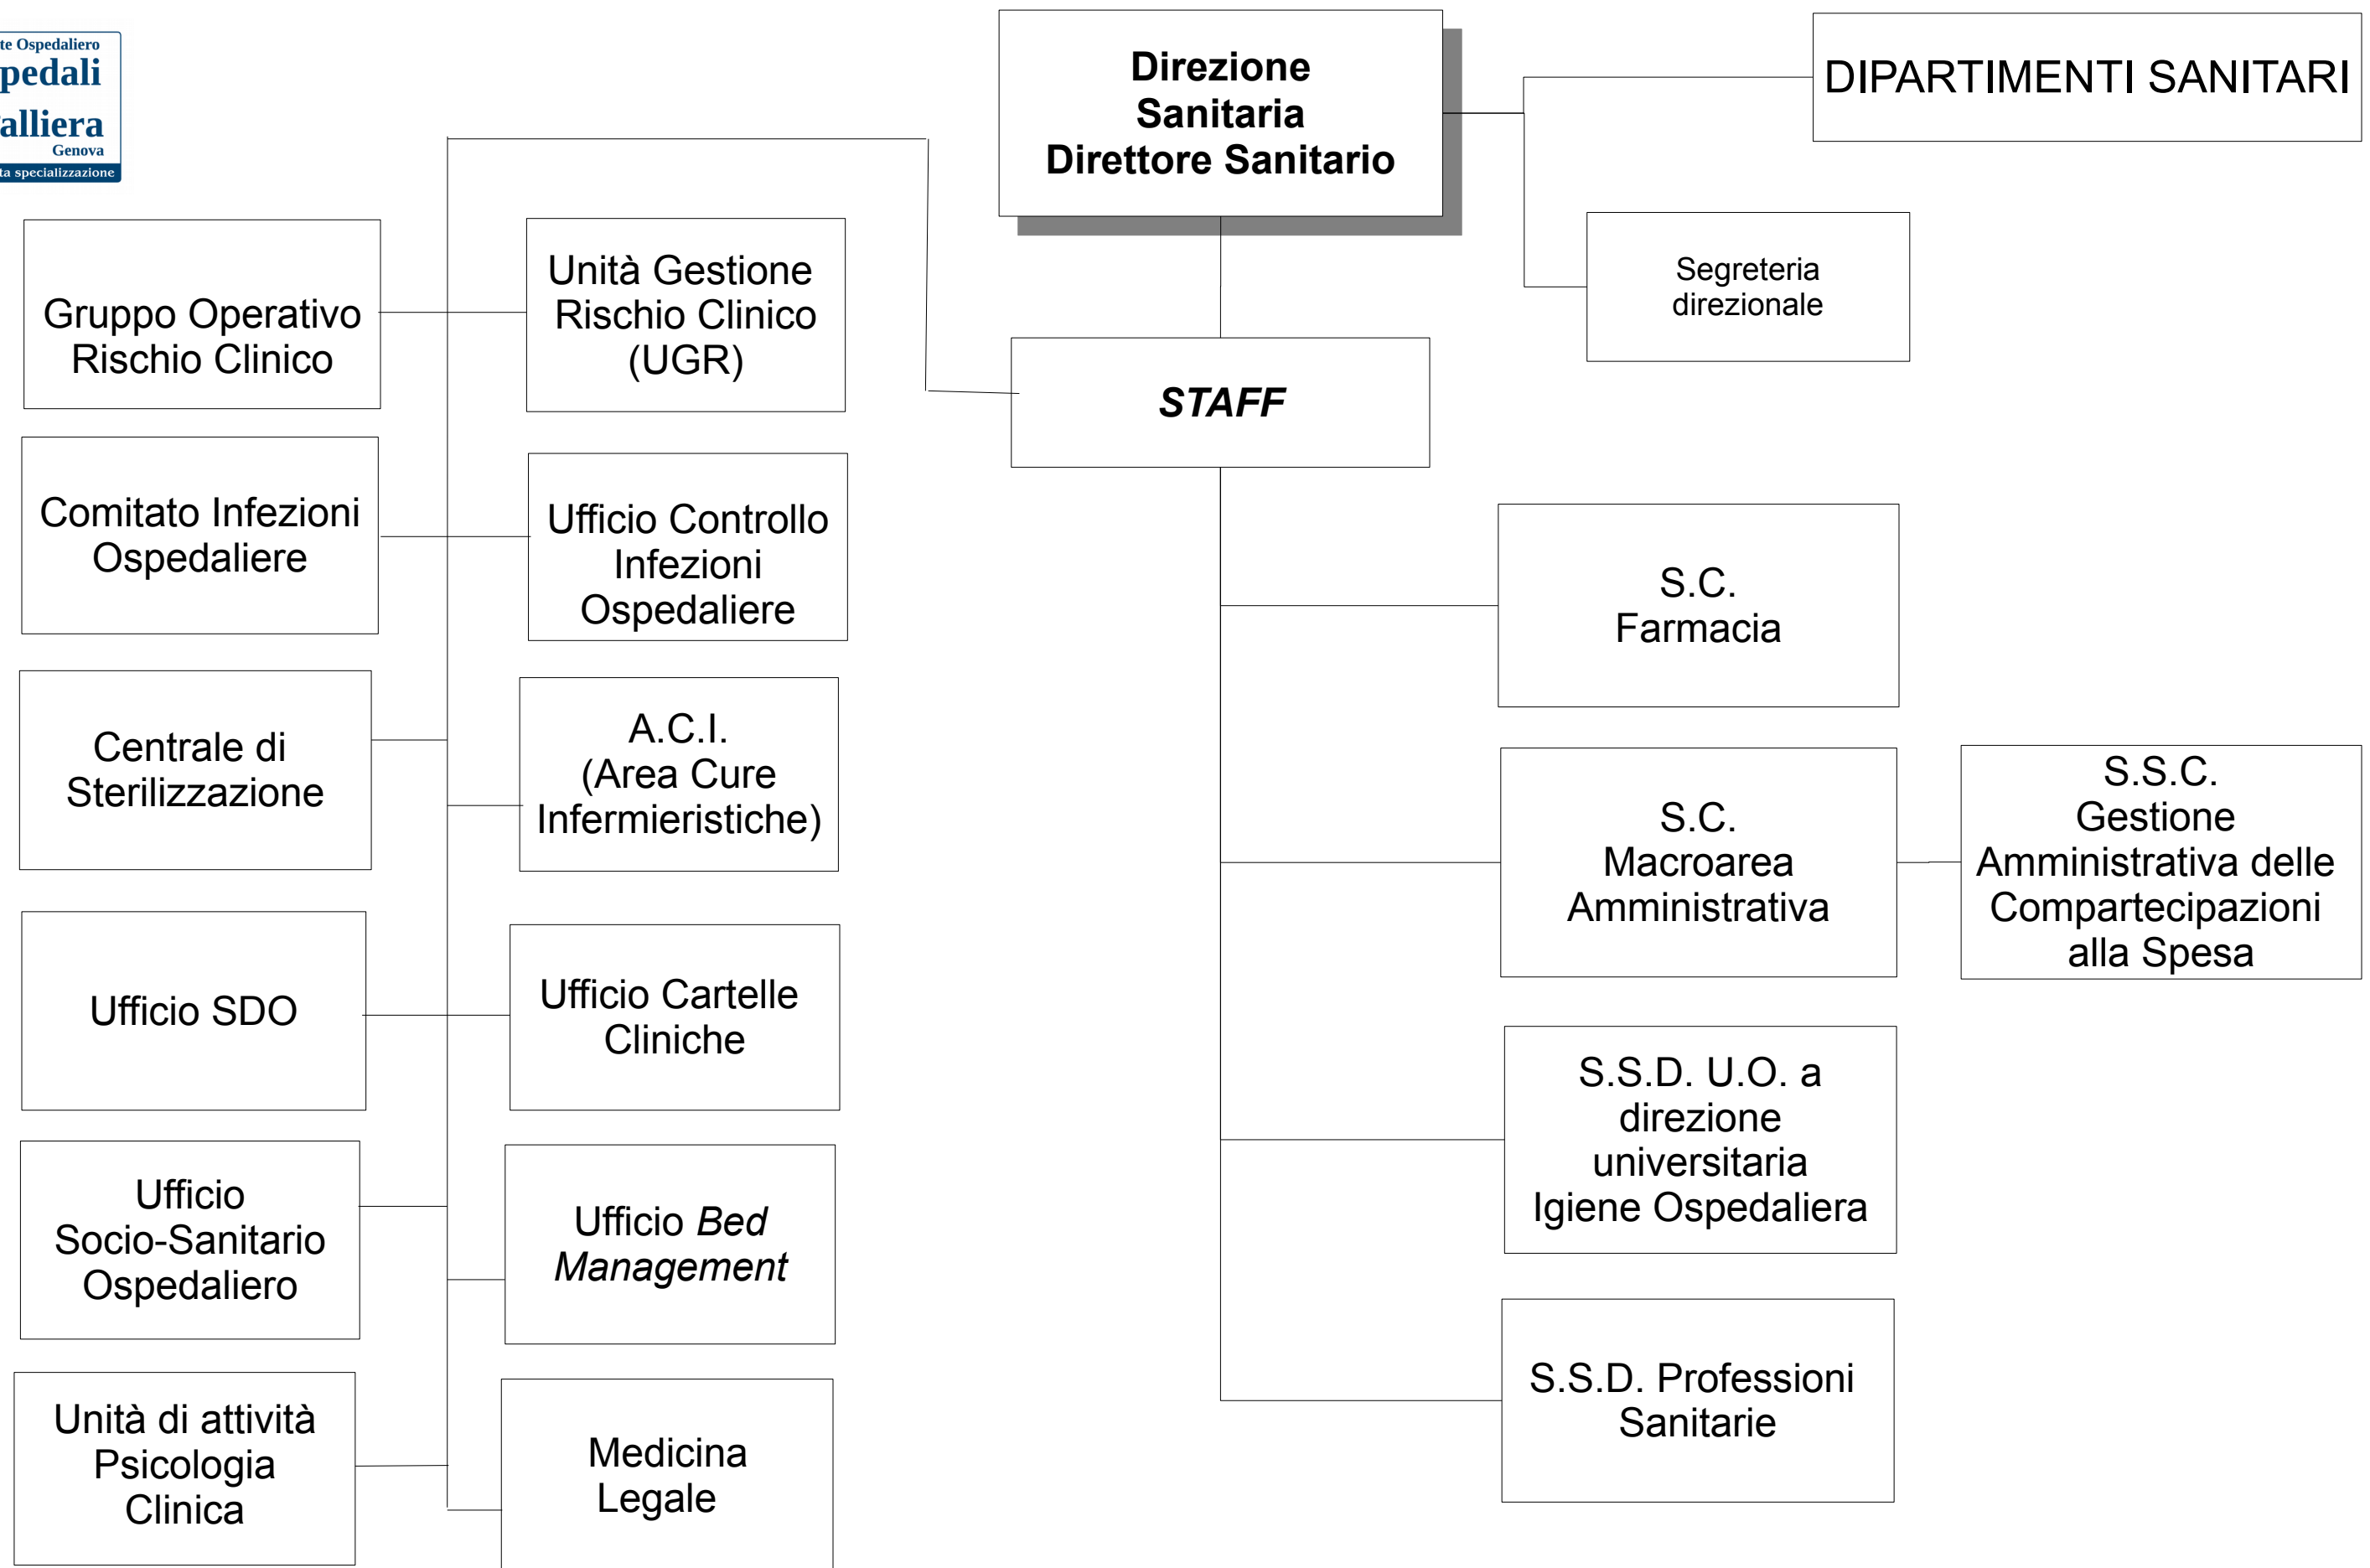 te Ospedaliero
pedali
alliera
Genova
ta specializzazione
Direzione
Sanitaria
Direttore Sanitario
DIPARTIMENTI SANITARI
Segreteria
direzionale
STAFF
Gruppo Operativo
Rischio Clinico
Unità Gestione
Rischio Clinico
(UGR)
Comitato Infezioni
Ospedaliere
Ufficio Controllo
Infezioni
Ospedaliere
Centrale di
Sterilizzazione
A.C.I.
(Area Cure
Infermieristiche)
Ufficio SDO
Ufficio Cartelle
Cliniche
Ufficio
Socio-Sanitario
Ospedaliero
Ufficio Bed
Management
Unità di attività
Psicologia
Clinica
Medicina
Legale
S.C.
Farmacia
S.C.
Macroarea
Amministrativa
S.S.C.
Gestione
Amministrativa delle
Compartecipazioni
alla Spesa
S.S.D. U.O. a
direzione
universitaria
Igiene Ospedaliera
S.S.D. Professioni
Sanitarie